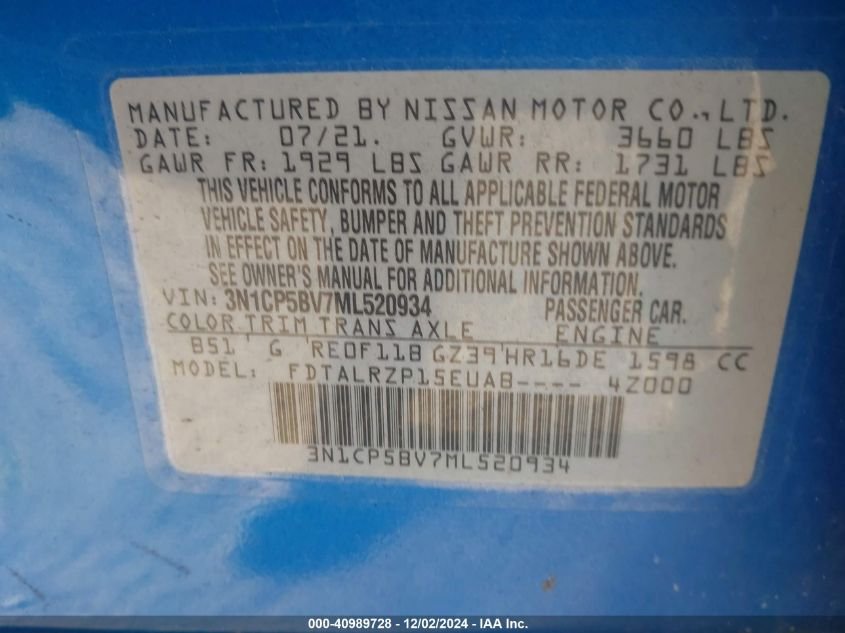 MANUFACTURED BY NISSAN MOTOR CO., LTD.
DATE: 07/21. GVWR: 3660 LBS
GAWR FR: 1929 LBS GAWR RR: 1731 LBS
THIS VEHICLE CONFORMS TO ALL APPLICABLE FEDERAL MOTOR
VEHICLE SAFETY, BUMPER AND THEFT PREVENTION STANDARDS
IN EFFECT ON THE DATE OF MANUFACTURE SHOWN ABOVE.
SEE OWNER'S MANUAL FOR ADDITIONAL INFORMATION.
VIN: 3N1CP5BV7ML520934 PASSENGER CAR.
COLOR TRIM TRANS AXLE ENGINE
B51 G RE0F11B GZ39 HR16DE 1598 CC
MODEL: FDTALRZP15EUAB---- 4Z000
3N1CP5BV7ML520934
000-40989728 - 12/02/2024 - IAA Inc.